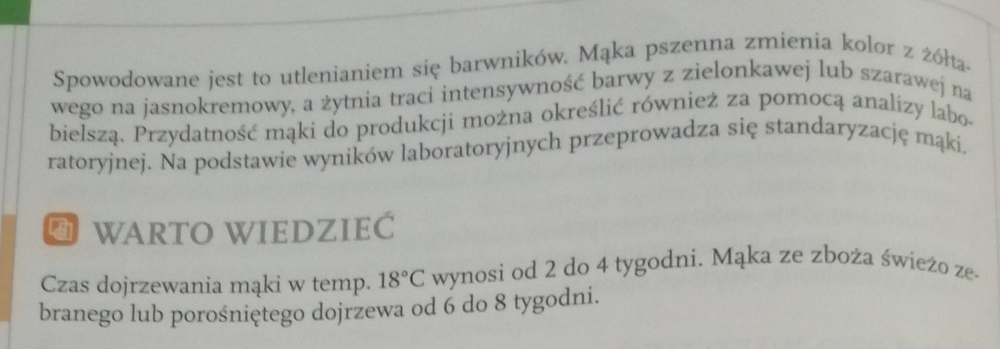 Spowodowane jest to utlenianiem się barwników. Mąka pszenna zmienia kolor z żółta-
wego na jasnokremowy, a żytnia traci intensywność barwy z zielonkawej lub szarawej na
bielszą. Przydatność mąki do produkcji można określić również za pomocą analizy labo-
ratoryjnej. Na podstawie wyników laboratoryjnych przeprowadza się standaryzację mąki.
WARTO WIEDZIEĆ
Czas dojrzewania mąki w temp. 18°C wynosi od 2 do 4 tygodni. Mąka ze zboża świeżo ze-
branego lub porośniętego dojrzewa od 6 do 8 tygodni.